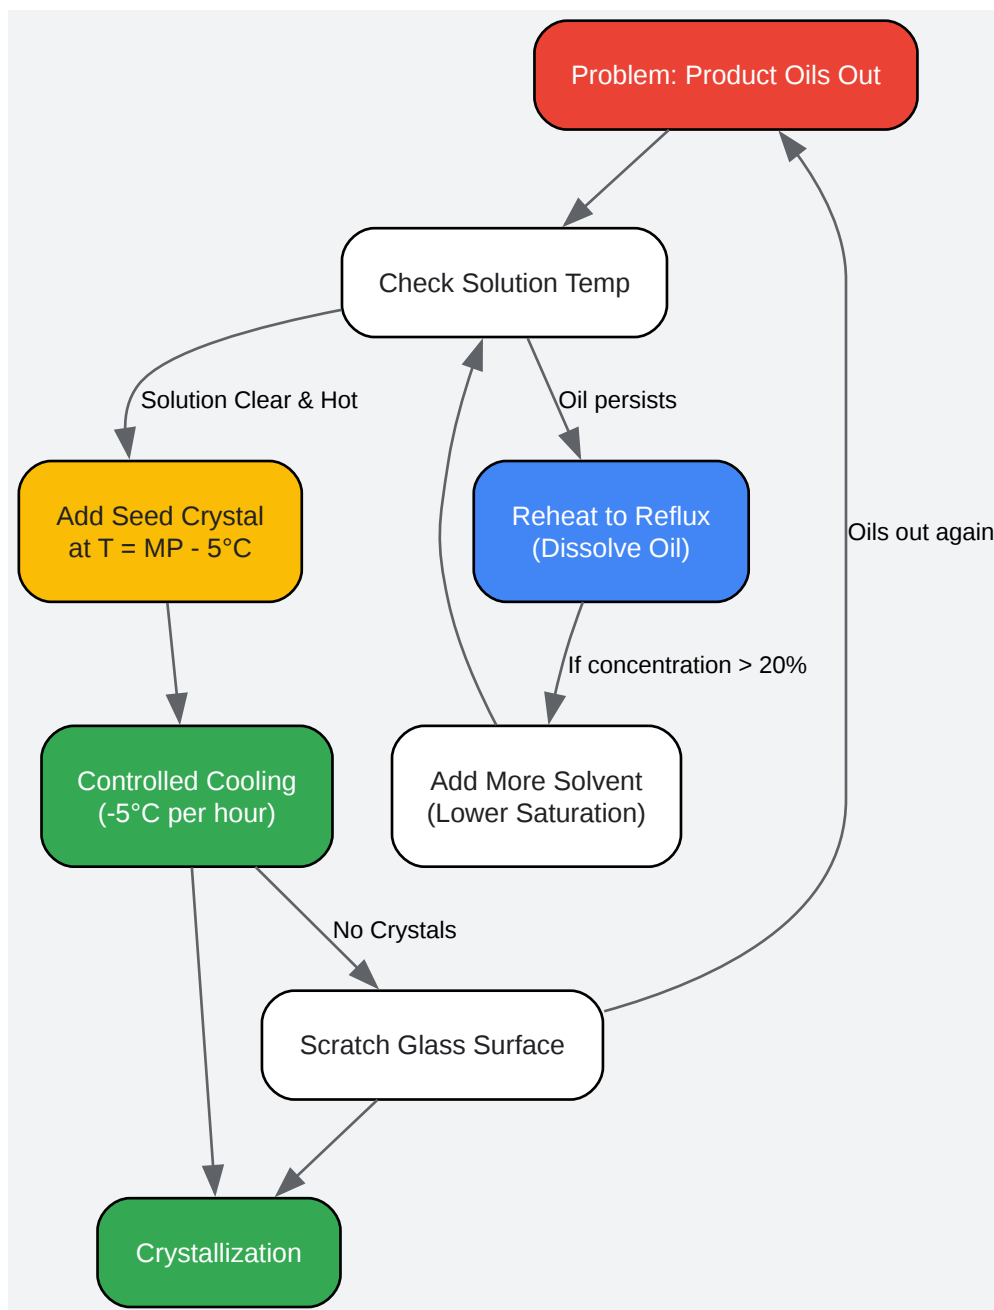 Problem: Product Oils Out
Check Solution Temp
Solution Clear & Hot
Oil persists
Add Seed Crystal
at T = MP - 5°C
Reheat to Reflux
(Dissolve Oil)
Oils out again
If concentration > 20%
Controlled Cooling
(-5°C per hour)
Add More Solvent
(Lower Saturation)
No Crystals
Scratch Glass Surface
Crystallization